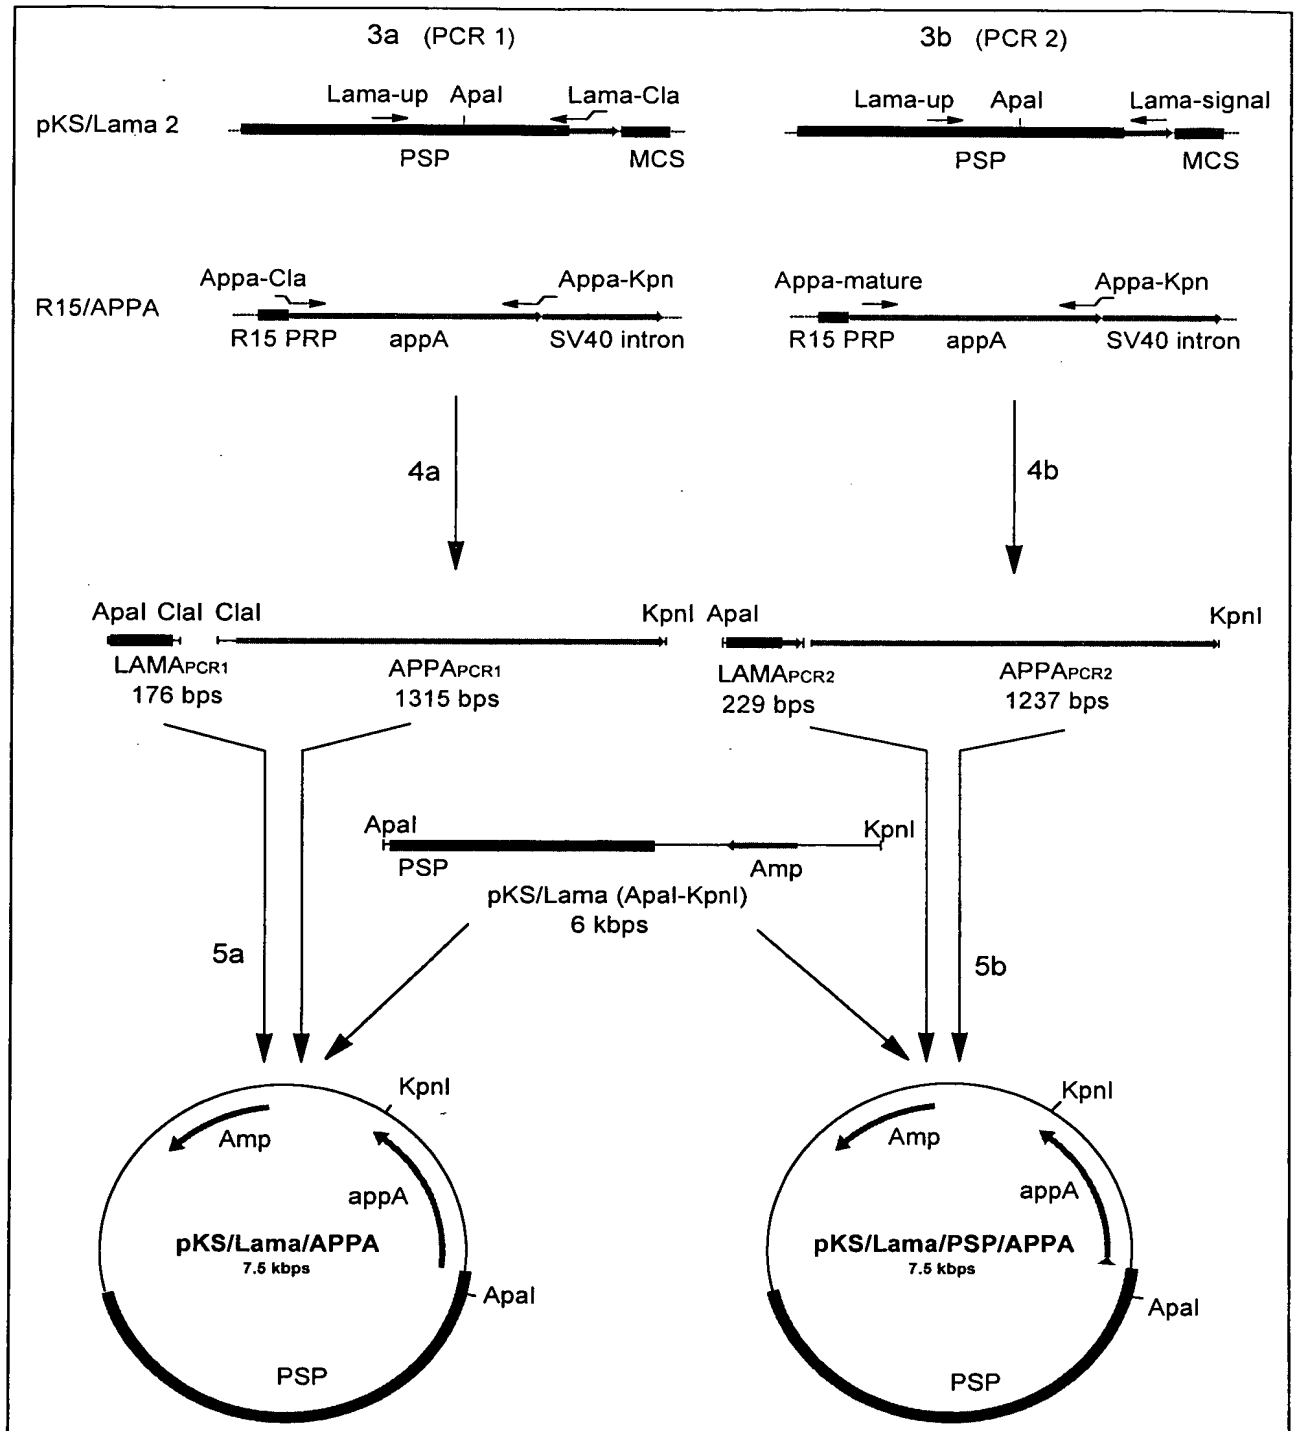 3a (PCR 1) 3b (PCR 2)
Lama-up ApaI Lama-Cla Lama-up ApaI Lama-signal
pKS/Lama 2
PSP MCS PSP MCS
Appa-Cla Appa-Kpn Appa-mature Appa-Kpn
R15/APPA
R15 PRP appA SV40 intron R15 PRP appA SV40 intron
4a 4b
ApaI ClaI ClaI KpnI ApaI KpnI
LAMAPCR1 APPAPCR1 LAMAPCR2 APPAPCR2
176 bps 1315 bps 229 bps 1237 bps
ApaI KpnI
PSP Amp
pKS/Lama (ApaI-KpnI)
6 kbps
5a 5b
KpnI KpnI
Amp Amp
appA appA
pKS/Lama/APPA pKS/Lama/PSP/APPA
7.5 kbps 7.5 kbps
ApaI ApaI
PSP PSP